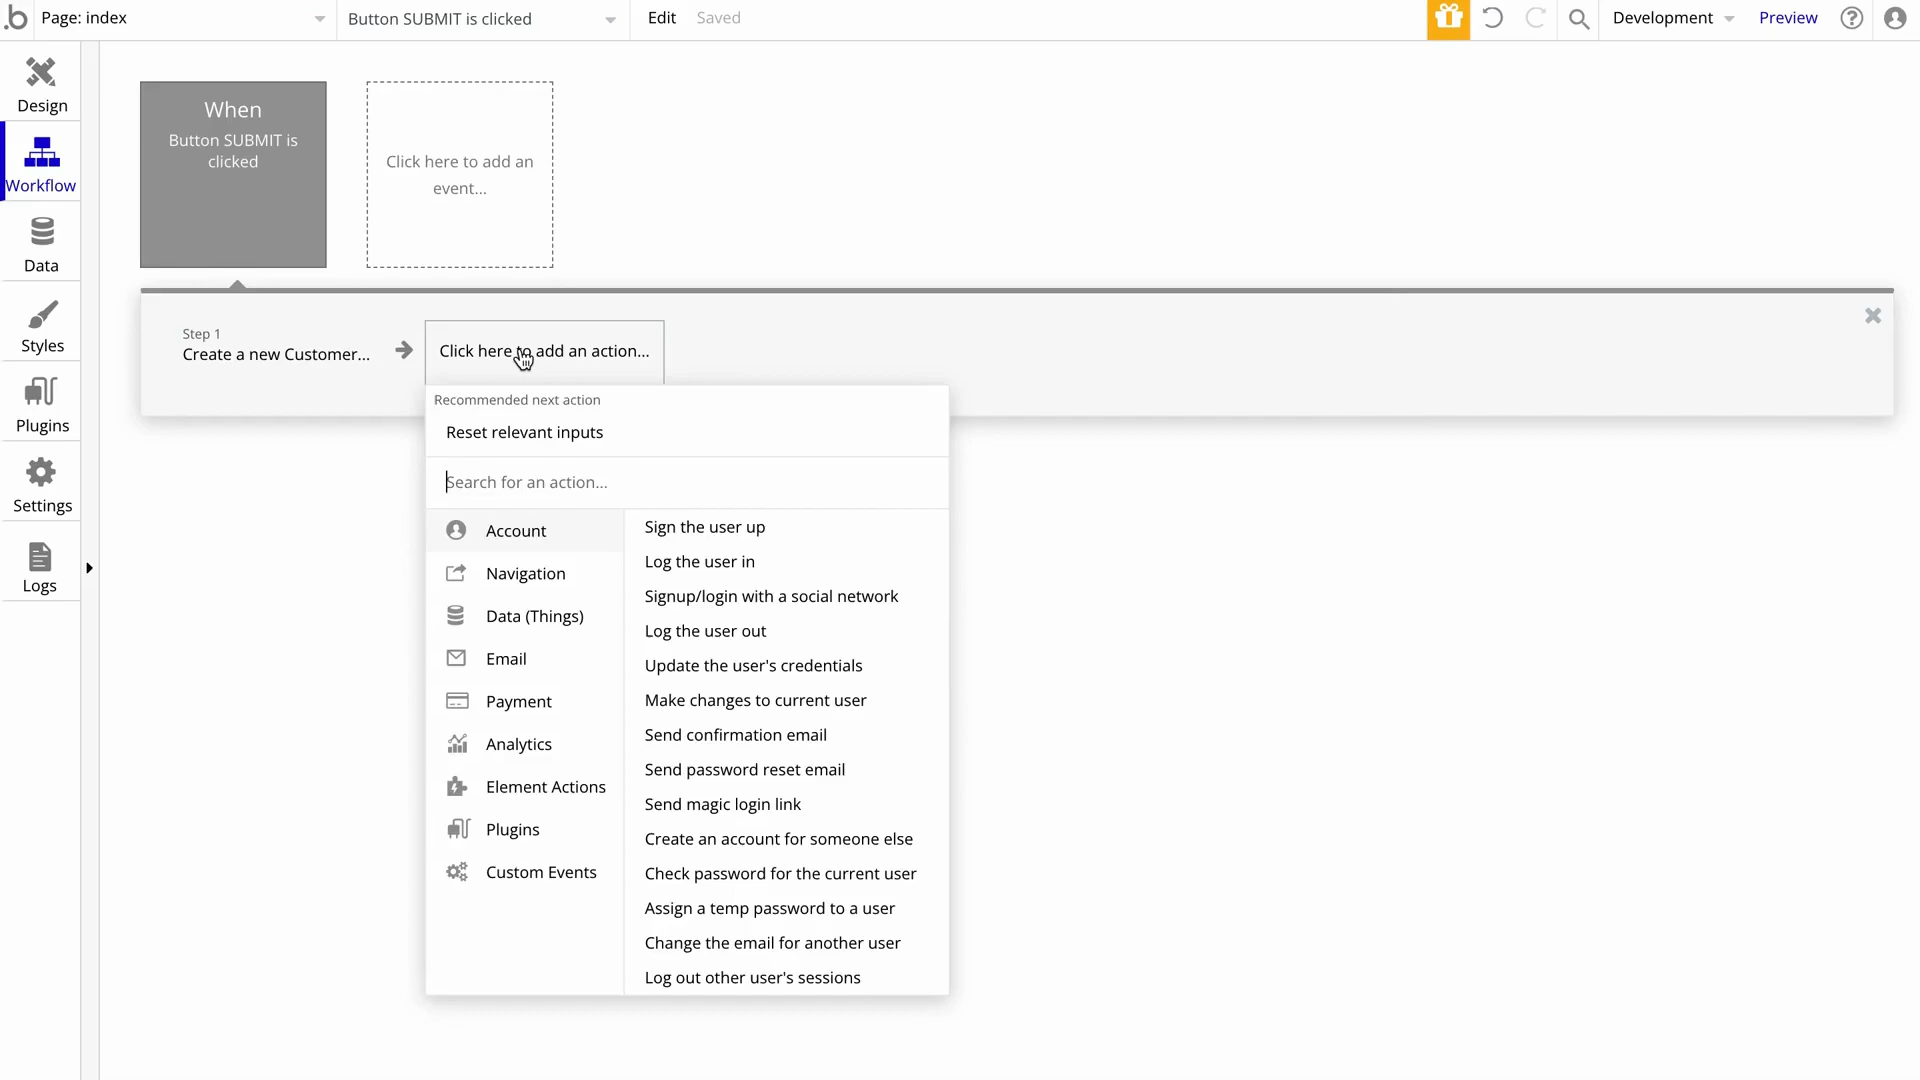 b
Page: index
Button SUBMIT is clicked
Edit
Saved
Development
Preview
?
Design
Workflow
Data
Styles
Plugins
Settings
Logs
When
Button SUBMIT is
clicked
Click here to add an
event...
Step 1
Create a new Customer...
Click here to add an action...
Recommended next action
Reset relevant inputs
Search for an action...
Account
Navigation
Data (Things)
Email
Payment
Analytics
Element Actions
Plugins
Custom Events
Sign the user up
Log the user in
Signup/login with a social network
Log the user out
Update the user's credentials
Make changes to current user
Send confirmation email
Send password reset email
Send magic login link
Create an account for someone else
Check password for the current user
Assign a temp password to a user
Change the email for another user
Log out other user's sessions